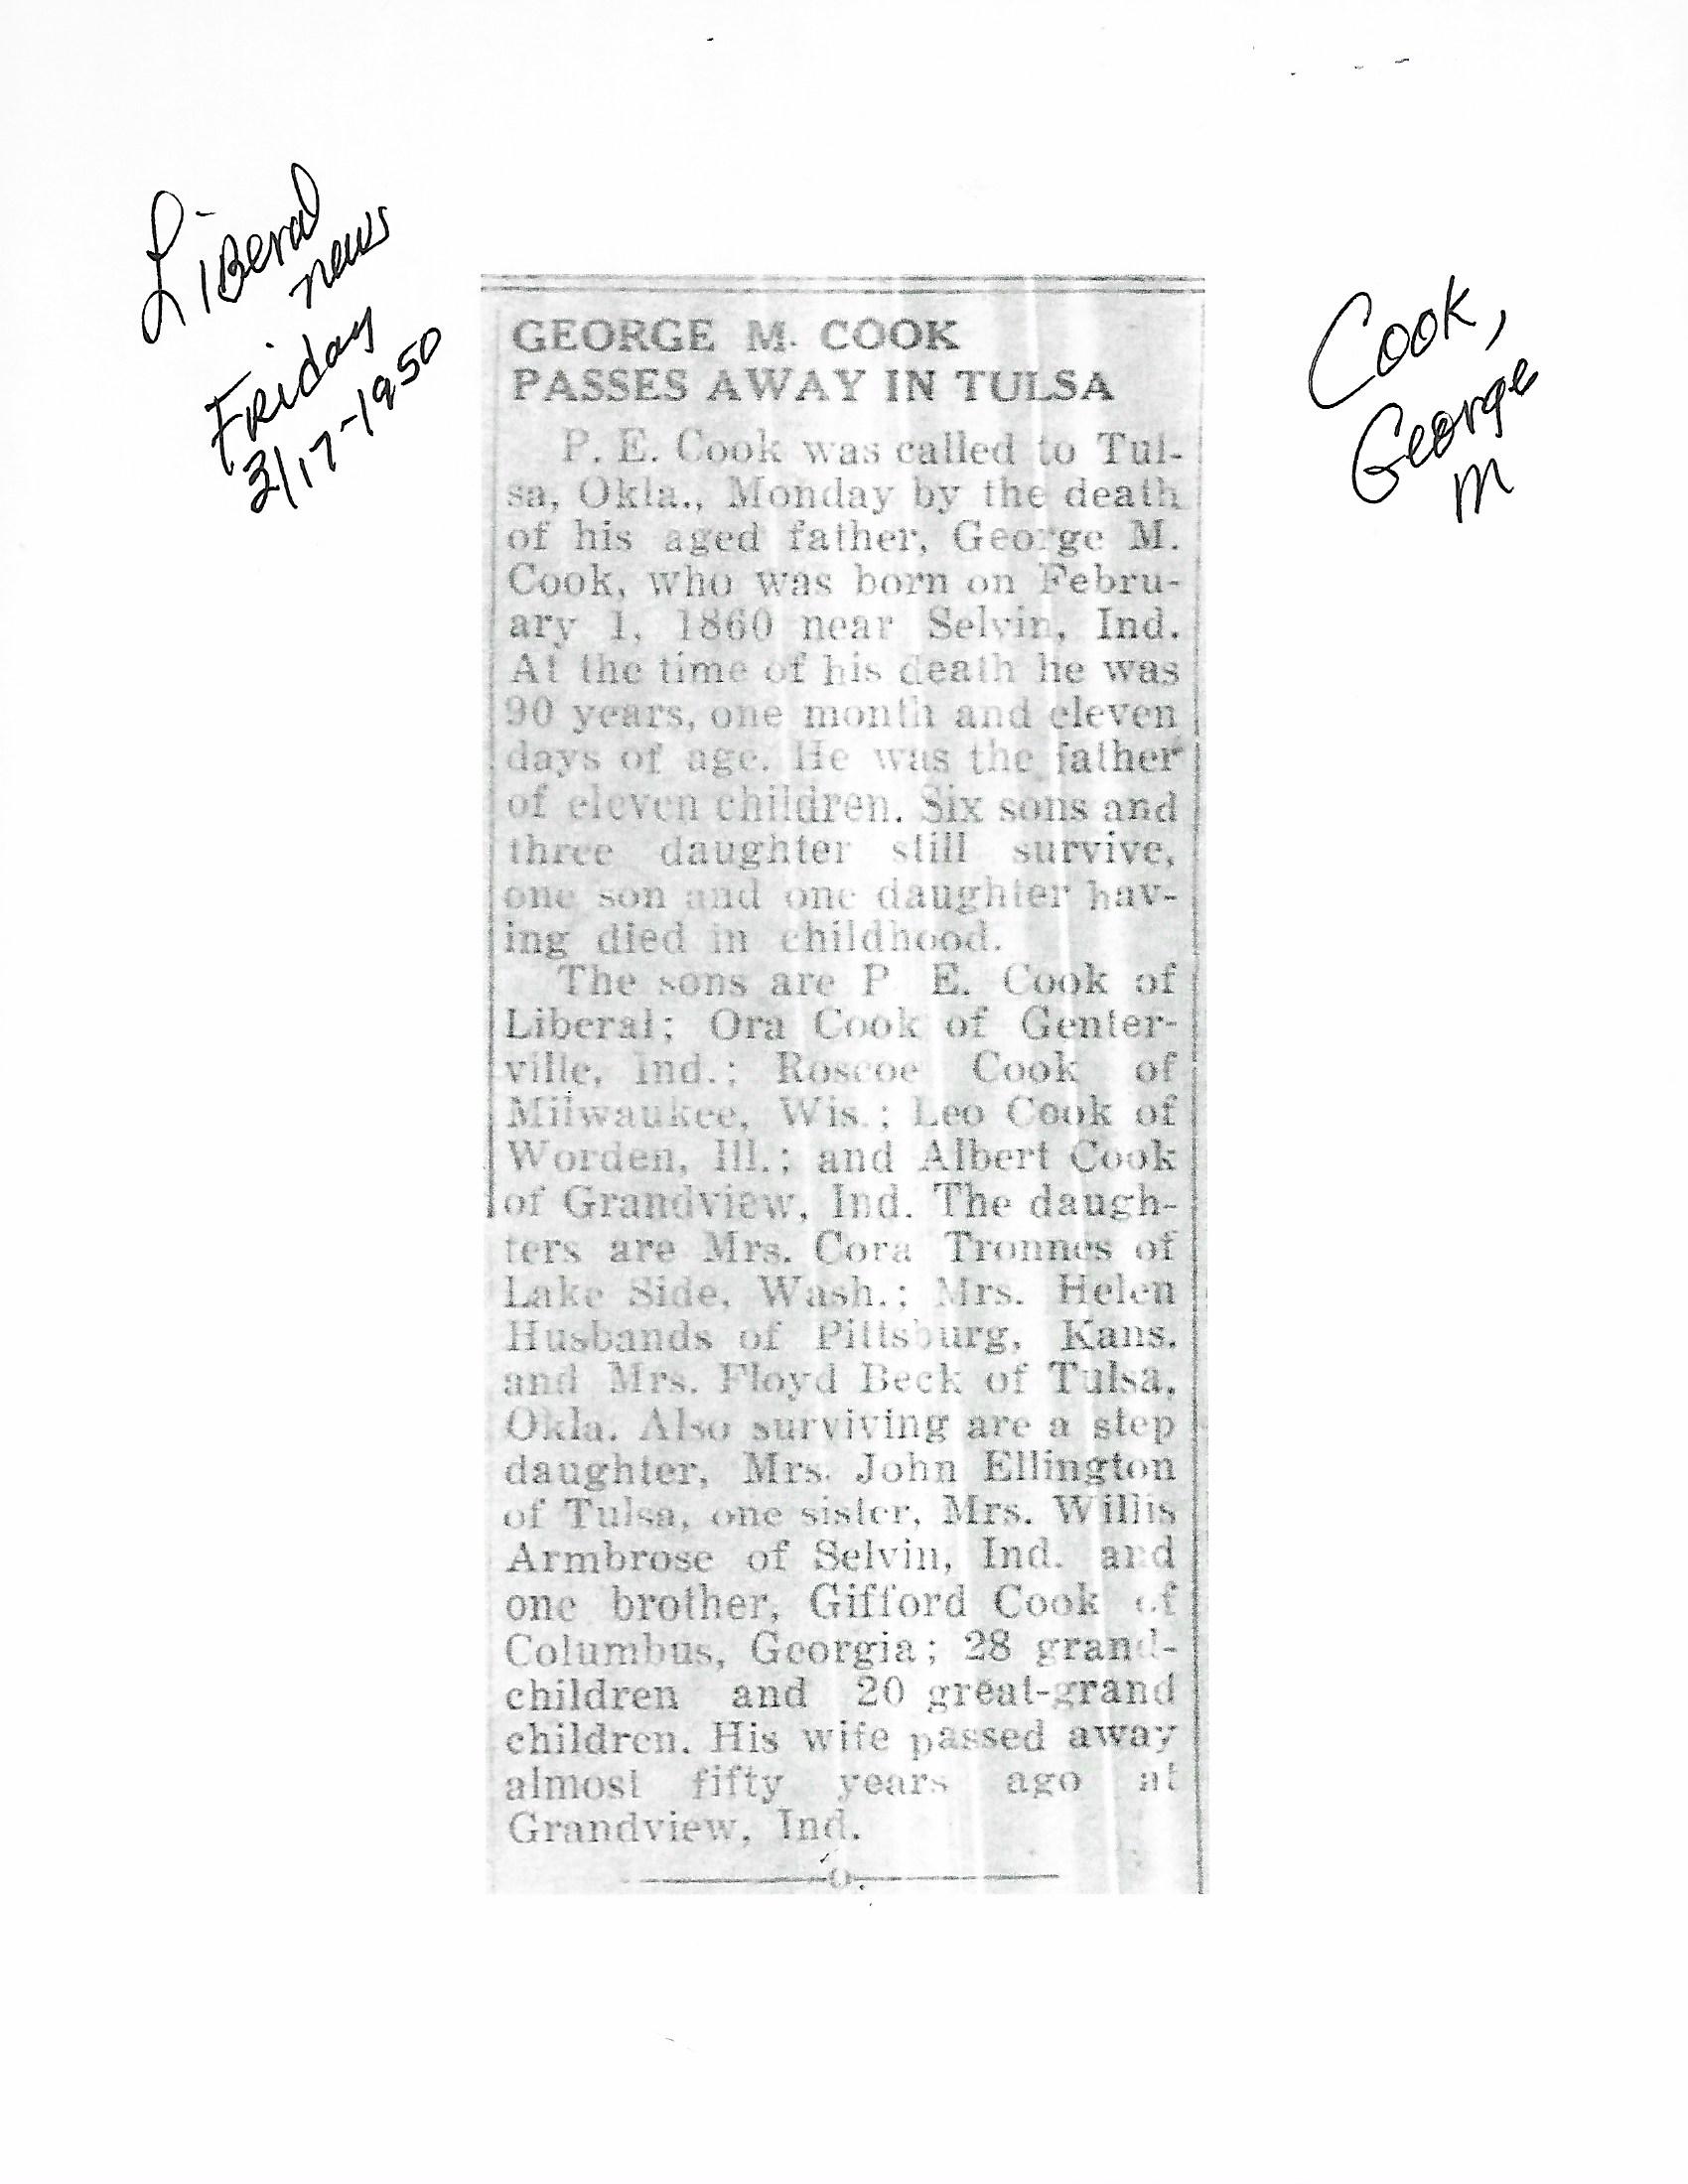 Liberal
news
Friday
3/17-1950
Cook,
George
M
GEORGE M. COOK
PASSES AWAY IN TULSA
P. E. Cook was called to Tul-
sa, Okla., Monday by the death
of his aged father, George M.
Cook, who was born on Febru-
ary 1, 1860 near Selvin, Ind.
At the time of his death he was
90 years, one month and eleven
days of age. He was the father
of eleven children. Six sons and
three daughter still survive,
one son and one daughter hav-
ing died in childhood.
The sons are P E. Cook of
Liberal; Ora Cook of Genter-
ville, Ind.; Roscoe Cook of
Milwaukee, Wis.; Leo Cook of
Worden, Ill.; and Albert Cook
of Grandview, Ind. The daugh-
ters are Mrs. Cora Tronnes of
Lake Side, Wash.; Mrs. Helen
Husbands of Pittsburg, Kans.
and Mrs. Floyd Beck of Tulsa,
Okla. Also surviving are a step
daughter, Mrs. John Ellington
of Tulsa, one sister, Mrs. Willis
Armbrose of Selvin, Ind. and
one brother, Gifford Cook of
Columbus, Georgia; 28 grand-
children and 20 great-grand
children. His wife passed away
almost fifty years ago at
Grandview, Ind.